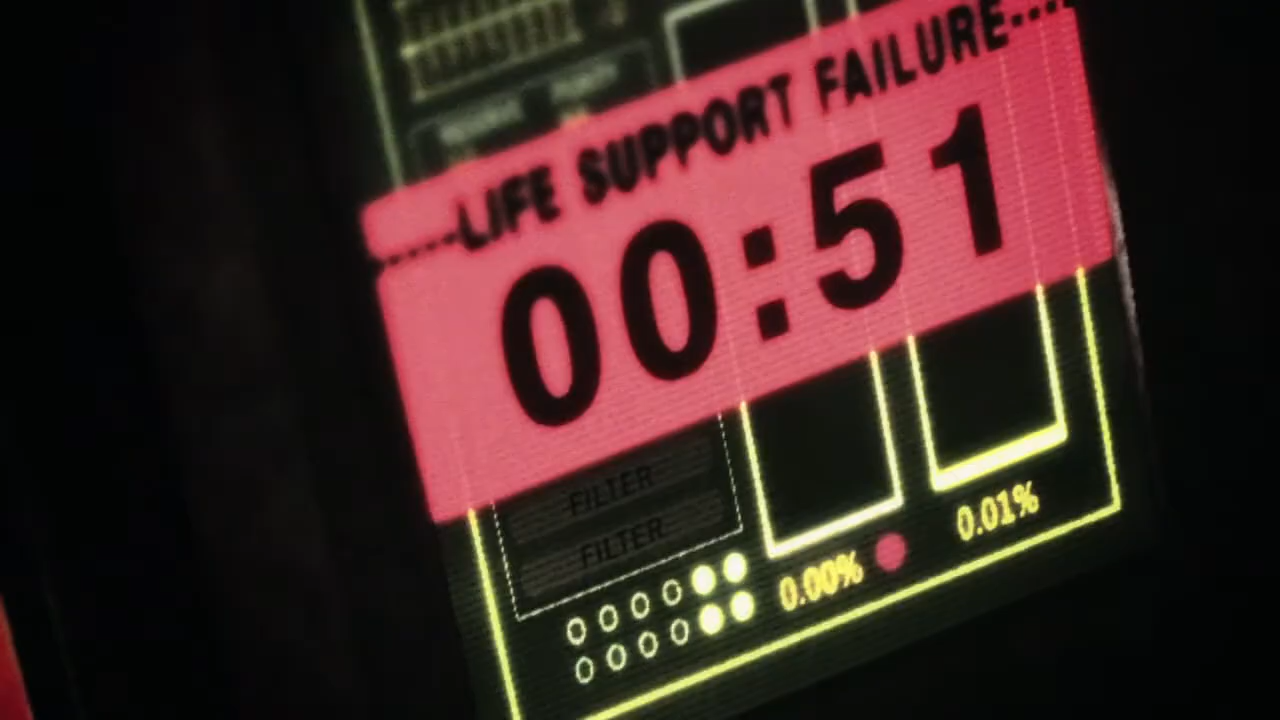 LIFE SUPPORT FAILURE
00:51
FILTER
FILTER
0.00%
0.01%